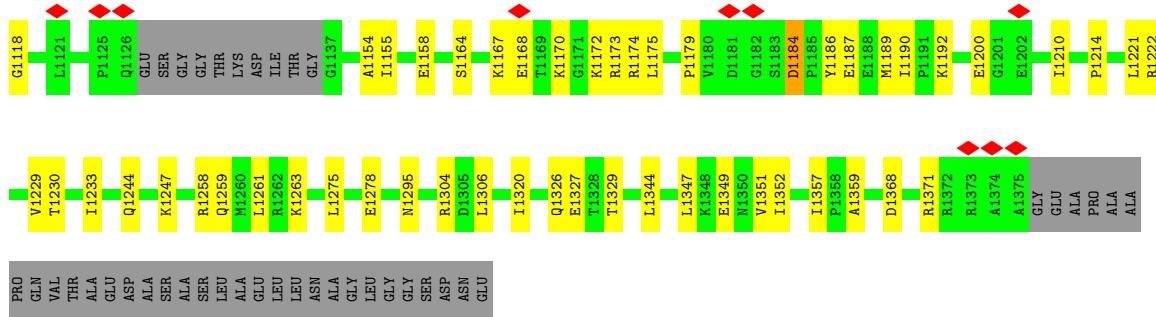 G1118 L1121 P1125 Q1126 GLU SER GLY GLY THR LYS ASP ILE THR GLY G1137 A1154 I1155 E1158 S1164 K1167 E1168 T1169 K1170 G1171 K1172 R1173 R1174 L1175 P1179 V1180 D1181 G1182 S1183 D1184 P1185 Y1186 E1187 E1188 M1189 I1190 P1191 K1192 E1200 G1201 E1202 I1210 P1214 L1221 R1222
V1229 T1230 I1233 Q1244 K1247 R1258 Q1259 M1260 L1261 R1262 K1263 L1275 E1278 N1295 R1304 D1305 L1306 I1320 Q1326 E1327 T1328 T1329 L1344 L1347 K1348 E1349 N1350 V1351 I1352 I1357 P1358 A1359 D1368 R1371 R1372 R1373 A1374 A1375 GLY GLU ALA PRO ALA ALA
PRO GLN VAL THR ALA GLU ASP ALA SER ALA SER LEU ALA GLU LEU LEU ASN ALA GLY LEU GLY GLY SER ASP ASN GLU